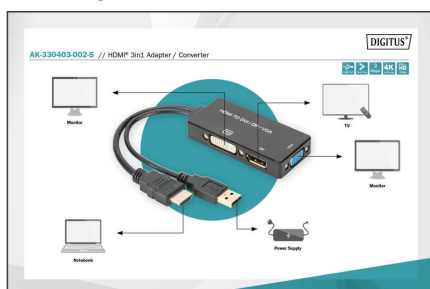 DIGITUS®
AK-330403-002-S // HDMI® 3in1 Adapter / Converter
4K
HD
Monitor
HDMI TO DVI / DP / VGA
TV
Monitor
Notebook
Power Supply